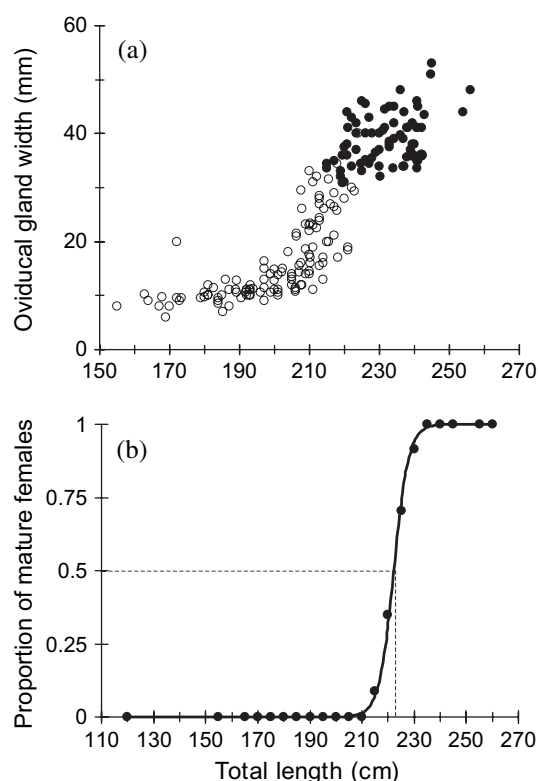 (a)
Oviducal gland width (mm)
60
40
20
0
150 170 190 210 230 250 270
(b)
Proportion of mature females
1
0.75
0.5
0.25
0
110 130 150 170 190 210 230 250 270
Total length (cm)